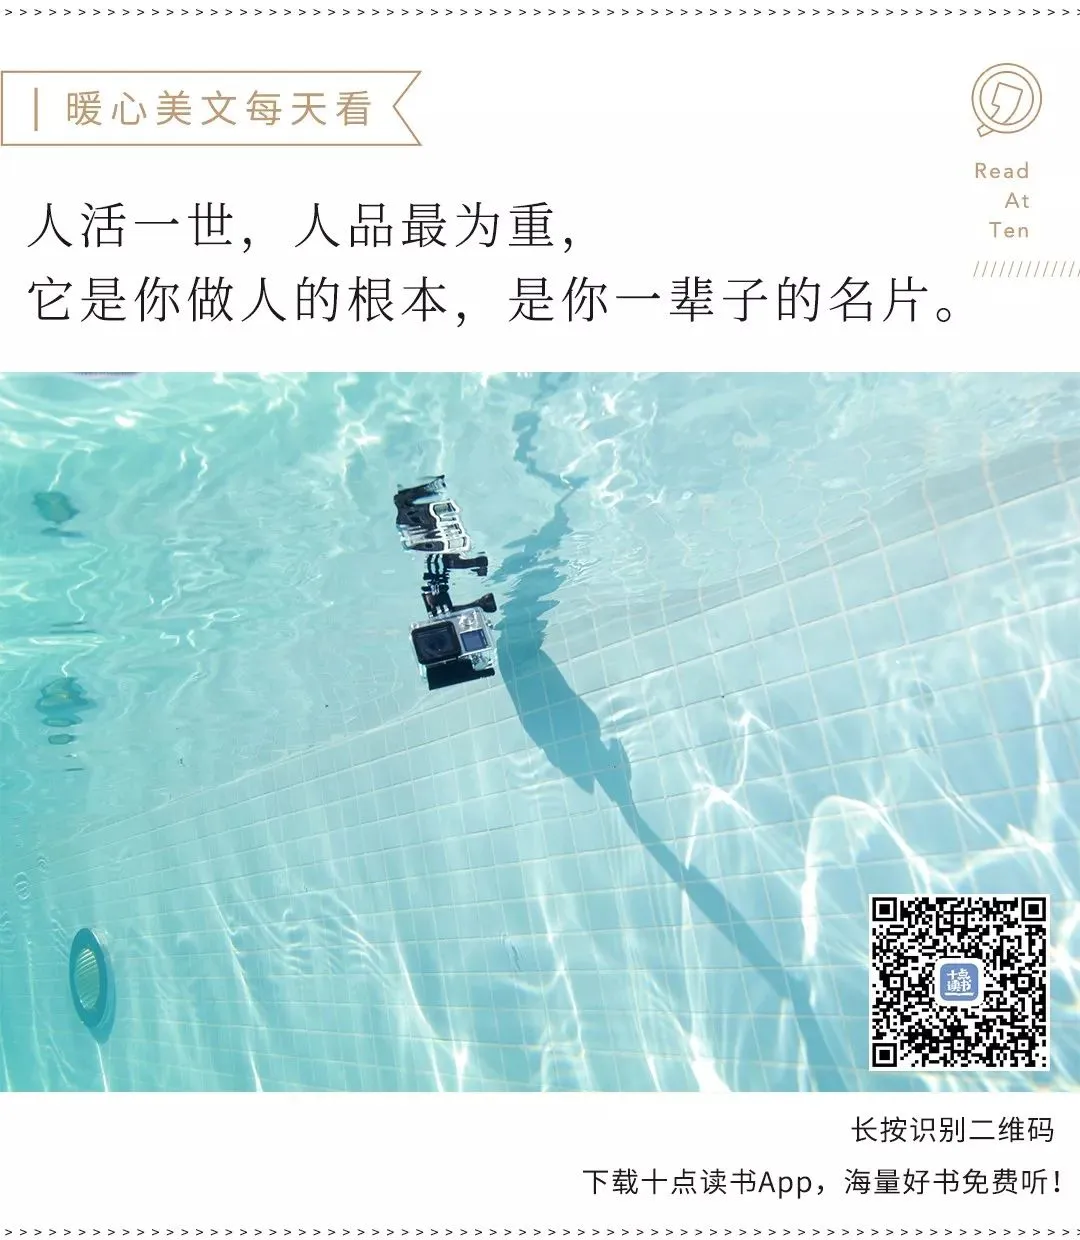 暖心美文每天看
Read
At
Ten
人活一世，人品最为重，
它是你做人的根本，是你一辈子的名片。
十点
读书
长按识别二维码
下载十点读书App，海量好书免费听！